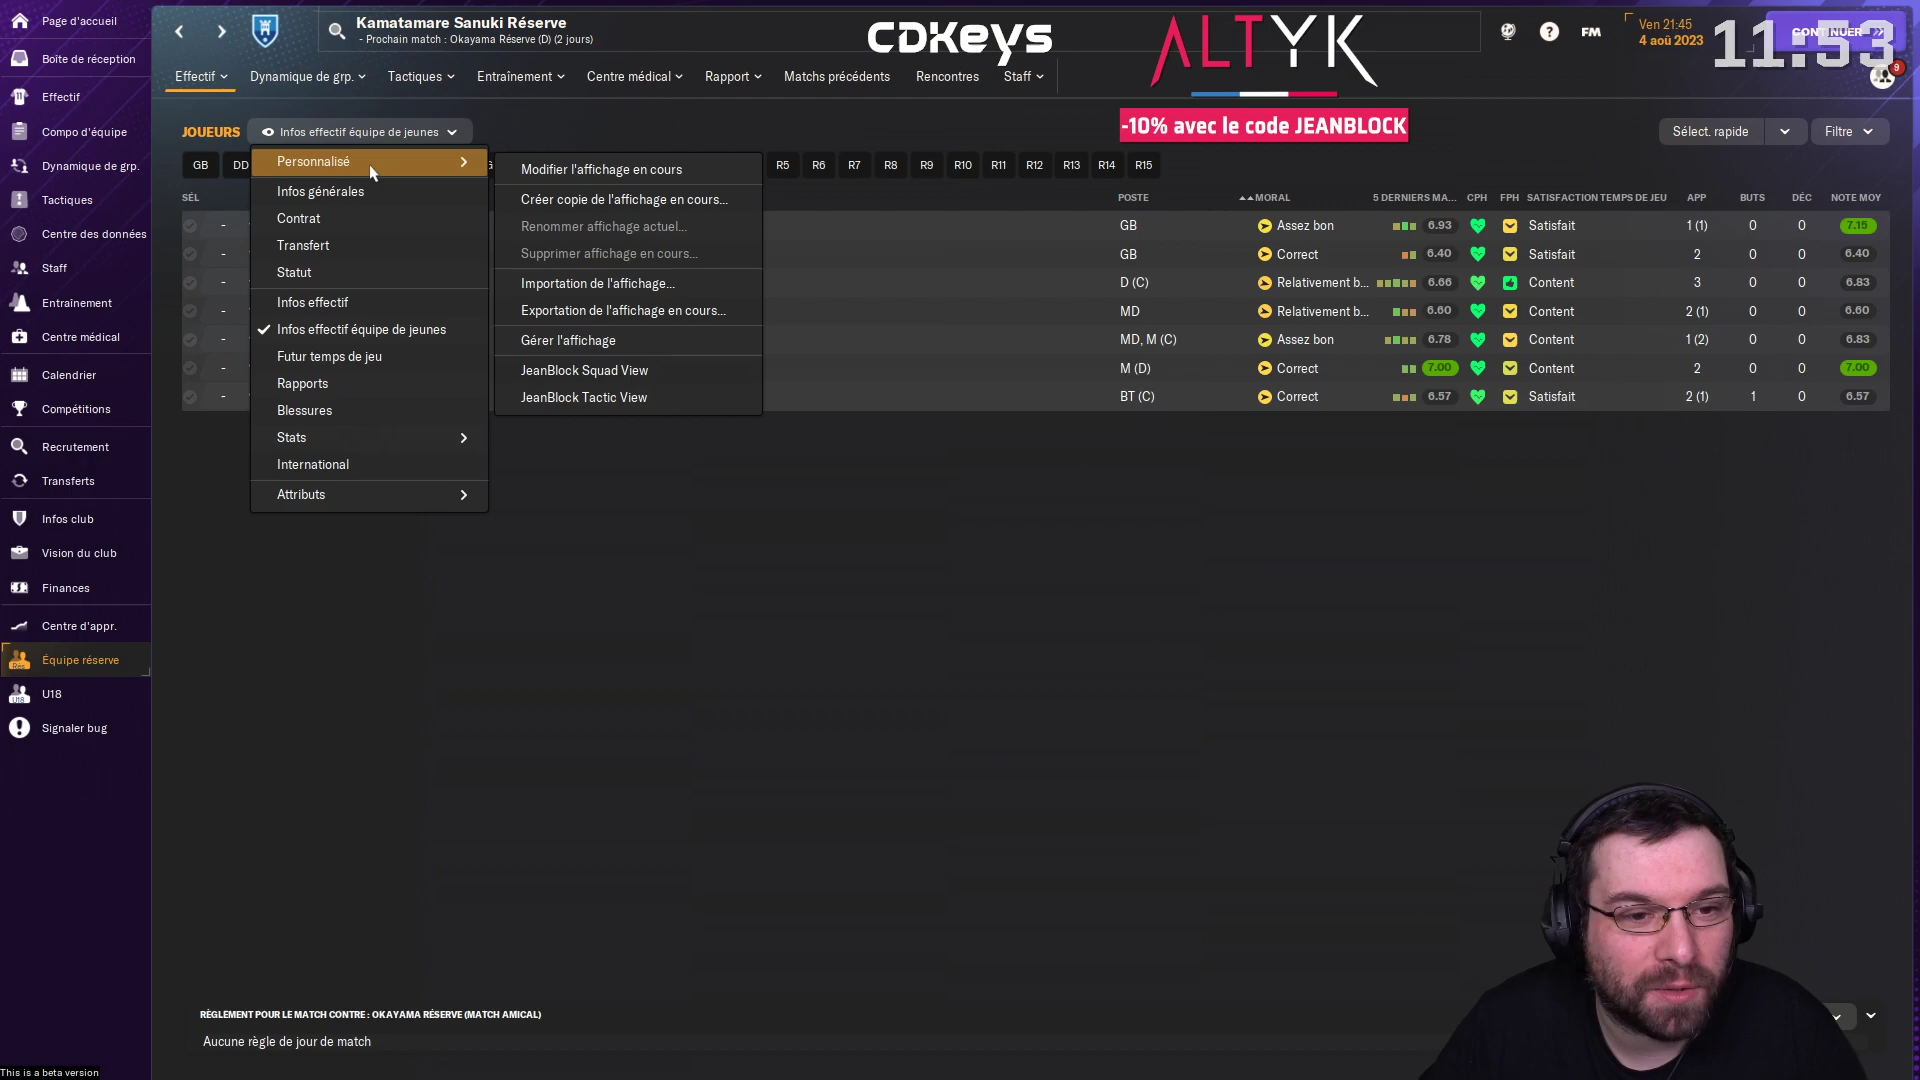 Page d'accueil
Boîte de réception
Effectif
Compo d'équipe
Dynamique de grp.
Tactiques
Centre des données
Staff
Entraînement
Centre médical
Calendrier
Compétitions
Recrutement
Transferts
Infos club
Vision du club
Finances
Centre d'appr.
Équipe réserve
U18
Signaler bug
This is a beta version
Kamatamare Sanuki Réserve
- Prochain match : Okayama Réserve (D) (2 jours)
CDKeys
ALTYK
FM
Ven 21:45
4 aoû 2023
CONTINUER
11:53
9
Effectif Dynamique de grp. Tactiques Entraînement Centre médical Rapport Matchs précédents Rencontres Staff
-10% avec le code JEANBLOCK
JOUEURS Infos effectif équipe de jeunes
Sélect. rapide Filtre
GB DD R5 R6 R7 R8 R9 R10 R11 R12 R13 R14 R15
Personnalisé
Infos générales
Contrat
Transfert
Statut
Infos effectif
Infos effectif équipe de jeunes
Futur temps de jeu
Rapports
Blessures
Stats
International
Attributs
Modifier l'affichage en cours
Créer copie de l'affichage en cours...
Renommer affichage actuel...
Supprimer affichage en cours...
Importation de l'affichage...
Exportation de l'affichage en cours...
Gérer l'affichage
JeanBlock Squad View
JeanBlock Tactic View
SÉL POSTE MORAL 5 DERNIERS MA... CPH FPH SATISFACTION TEMPS DE JEU APP BUTS DÉC NOTE MOY
- GB Assez bon 6.93 Satisfait 1 (1) 0 0 7.15
- GB Correct 6.40 Satisfait 2 0 0 6.40
- D (C) Relativement b... 6.66 Content 3 0 0 6.83
- MD Relativement b... 6.60 Content 2 (1) 0 0 6.60
- MD, M (C) Assez bon 6.78 Content 1 (2) 0 0 6.83
- M (D) Correct 7.00 Content 2 0 0 7.00
- BT (C) Correct 6.57 Satisfait 2 (1) 1 0 6.57
RÈGLEMENT POUR LE MATCH CONTRE : OKAYAMA RÉSERVE (MATCH AMICAL)
Aucune règle de jour de match